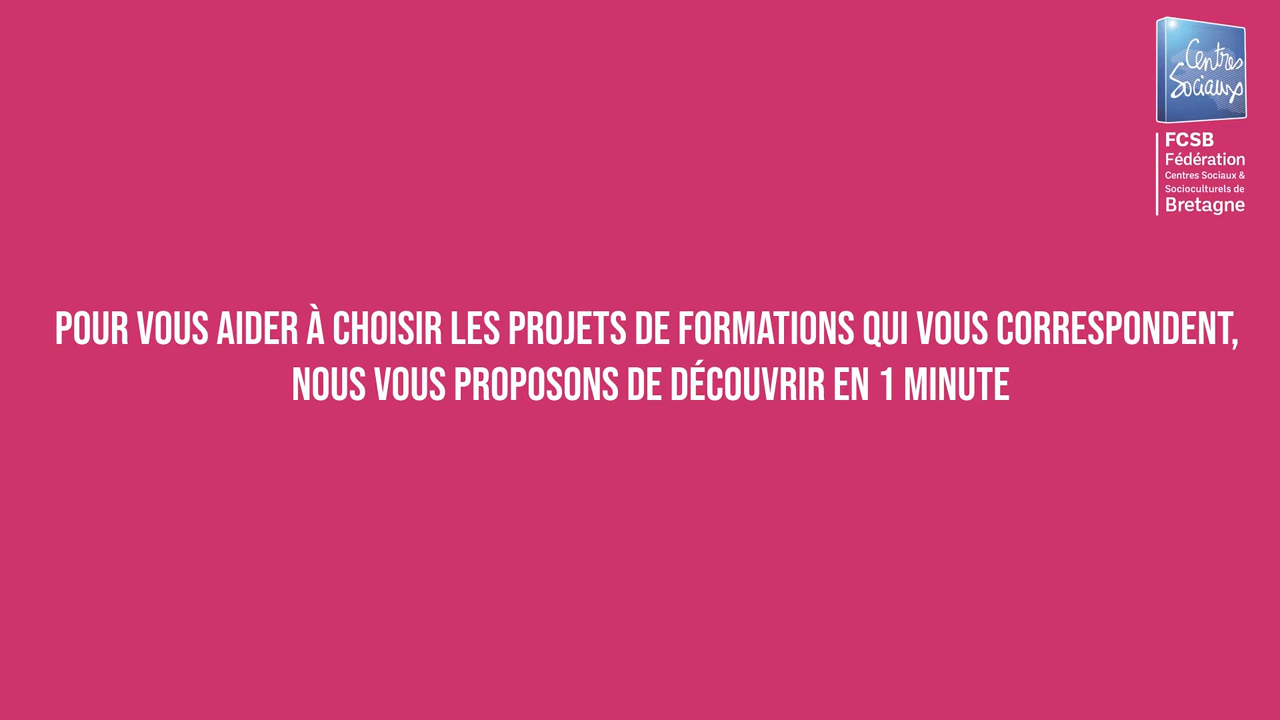 Centres
Sociaux
FCSB
Fédération
Centres Sociaux &
Socioculturels de
Bretagne
POUR VOUS AIDER À CHOISIR LES PROJETS DE FORMATIONS QUI VOUS CORRESPONDENT,
NOUS VOUS PROPOSONS DE DÉCOUVRIR EN 1 MINUTE